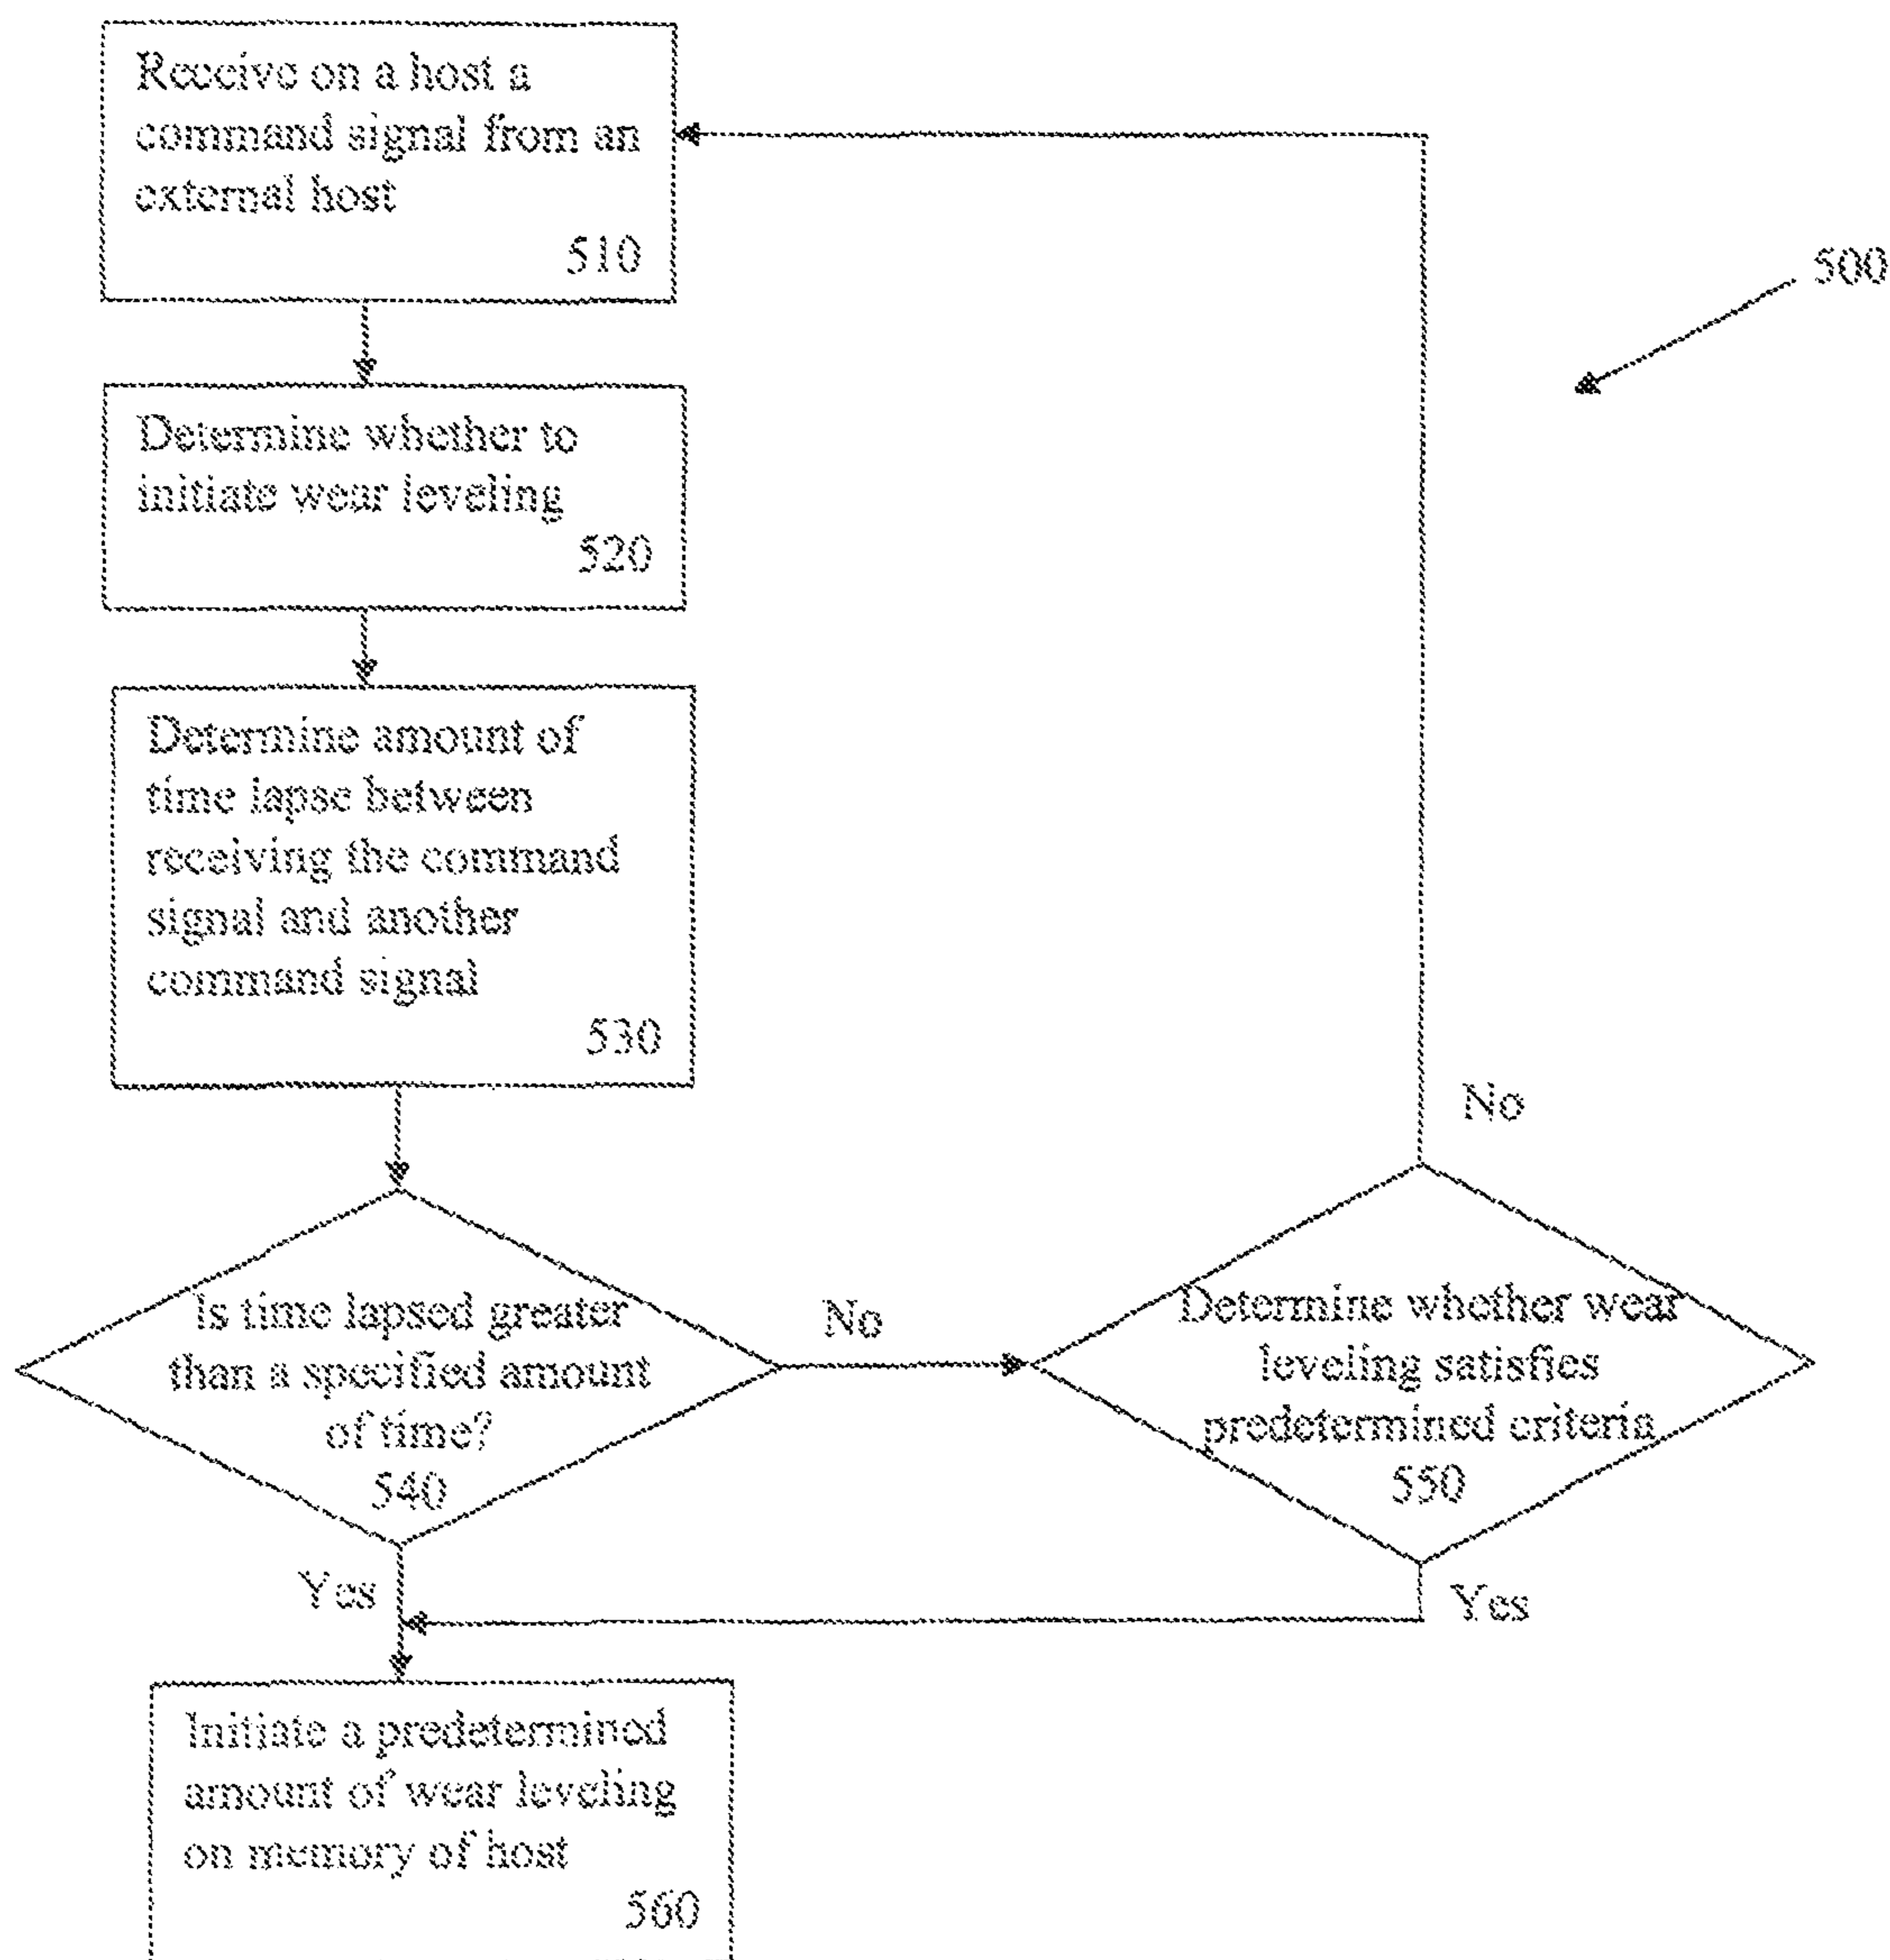 Receive on a host a
command signal from an
external host
510
500
Determine whether to
initiate wear leveling
520
Determine amount of
time lapse between
receiving the command
signal and another
command signal
530
Is time lapsed greater
than a specified amount
of time?
540
No
Determine whether wear
leveling satisfies
predetermined criteria
550
No
Yes
Yes
Initiate a predetermined
amount of wear leveling
on memory of host
560